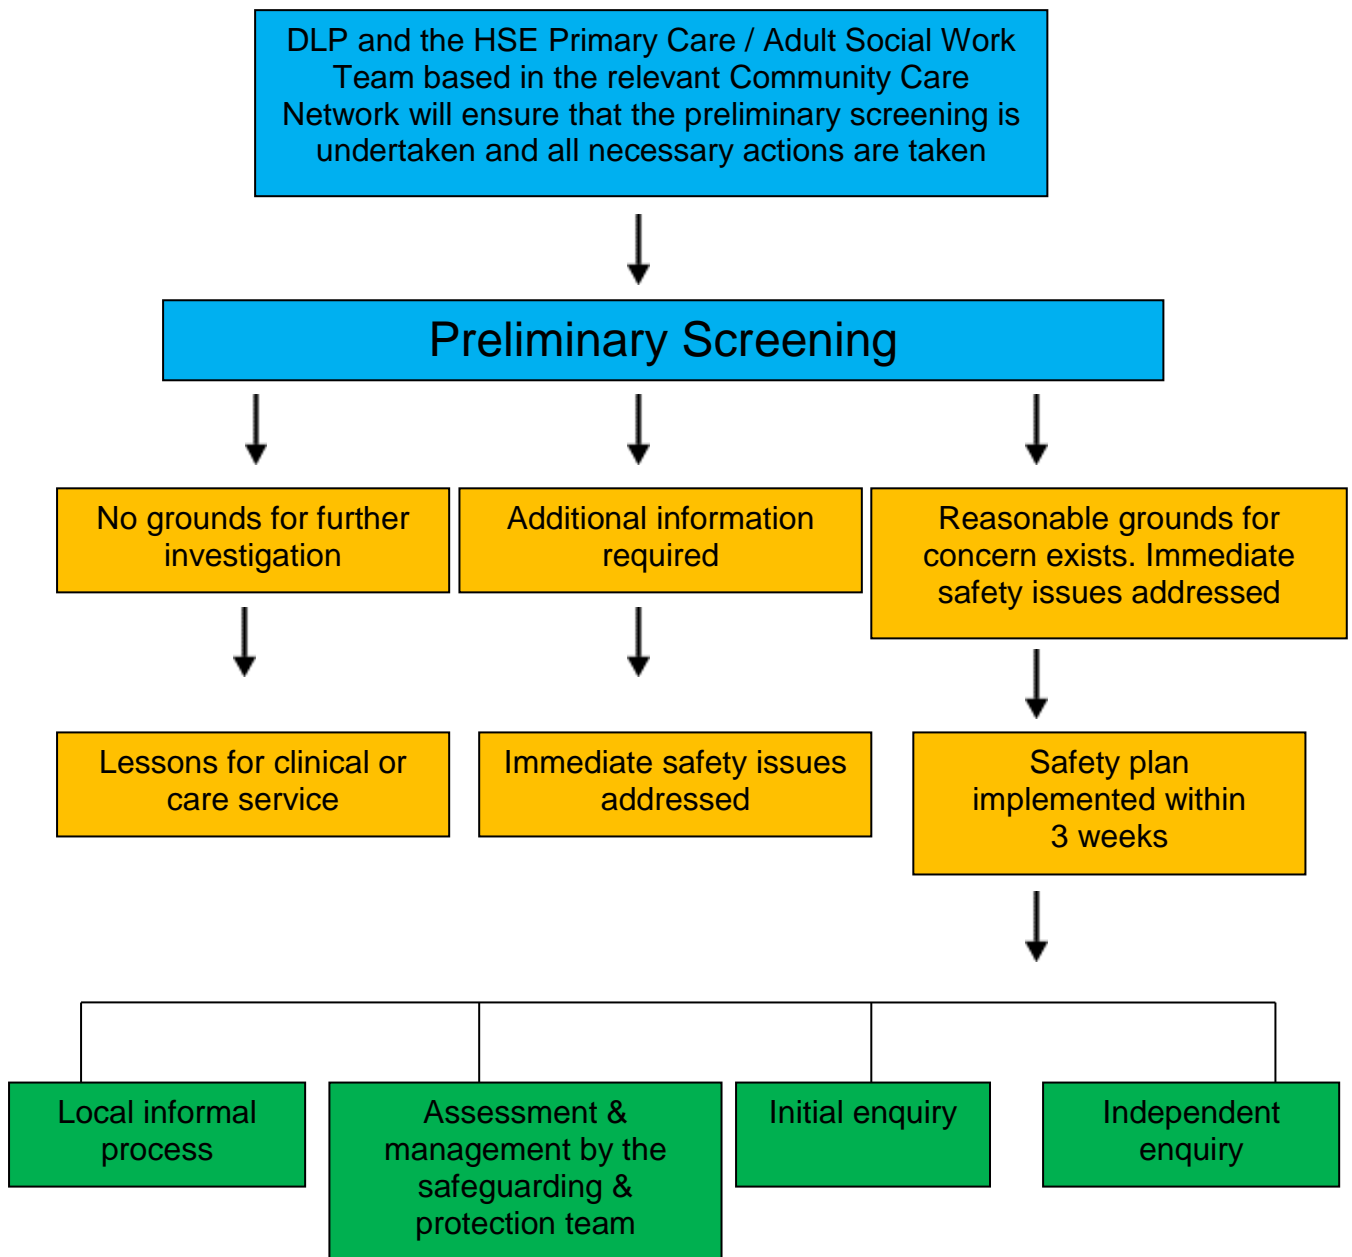 DLP and the HSE Primary Care / Adult Social Work
Team based in the relevant Community Care
Network will ensure that the preliminary screening is
undertaken and all necessary actions are taken
Preliminary Screening
No grounds for further
investigation
Additional information
required
Reasonable grounds for
concern exists. Immediate
safety issues addressed
Lessons for clinical or
care service
Immediate safety issues
addressed
Safety plan
implemented within
3 weeks
Local informal
process
Assessment &
management by the
safeguarding &
protection team
Initial enquiry
Independent
enquiry